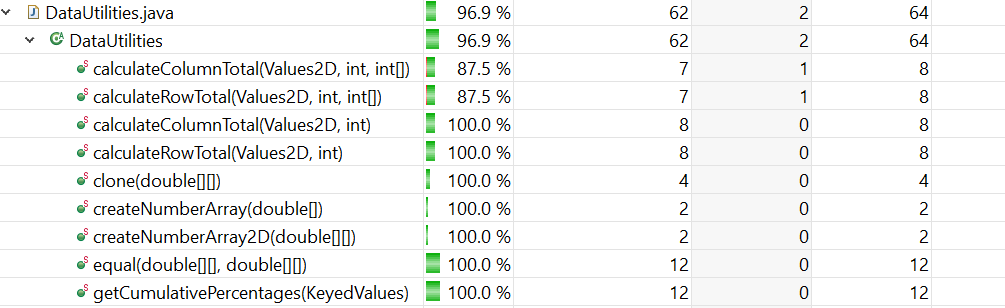 DataUtilities.java 96.9 % 62 2 64
DataUtilities 96.9 % 62 2 64
calculateColumnTotal(Values2D, int, int[]) 87.5 % 7 1 8
calculateRowTotal(Values2D, int, int[]) 87.5 % 7 1 8
calculateColumnTotal(Values2D, int) 100.0 % 8 0 8
calculateRowTotal(Values2D, int) 100.0 % 8 0 8
clone(double[][]) 100.0 % 4 0 4
createNumberArray(double[]) 100.0 % 2 0 2
createNumberArray2D(double[][]) 100.0 % 2 0 2
equal(double[][], double[][]) 100.0 % 12 0 12
getCumulativePercentages(KeyedValues) 100.0 % 12 0 12